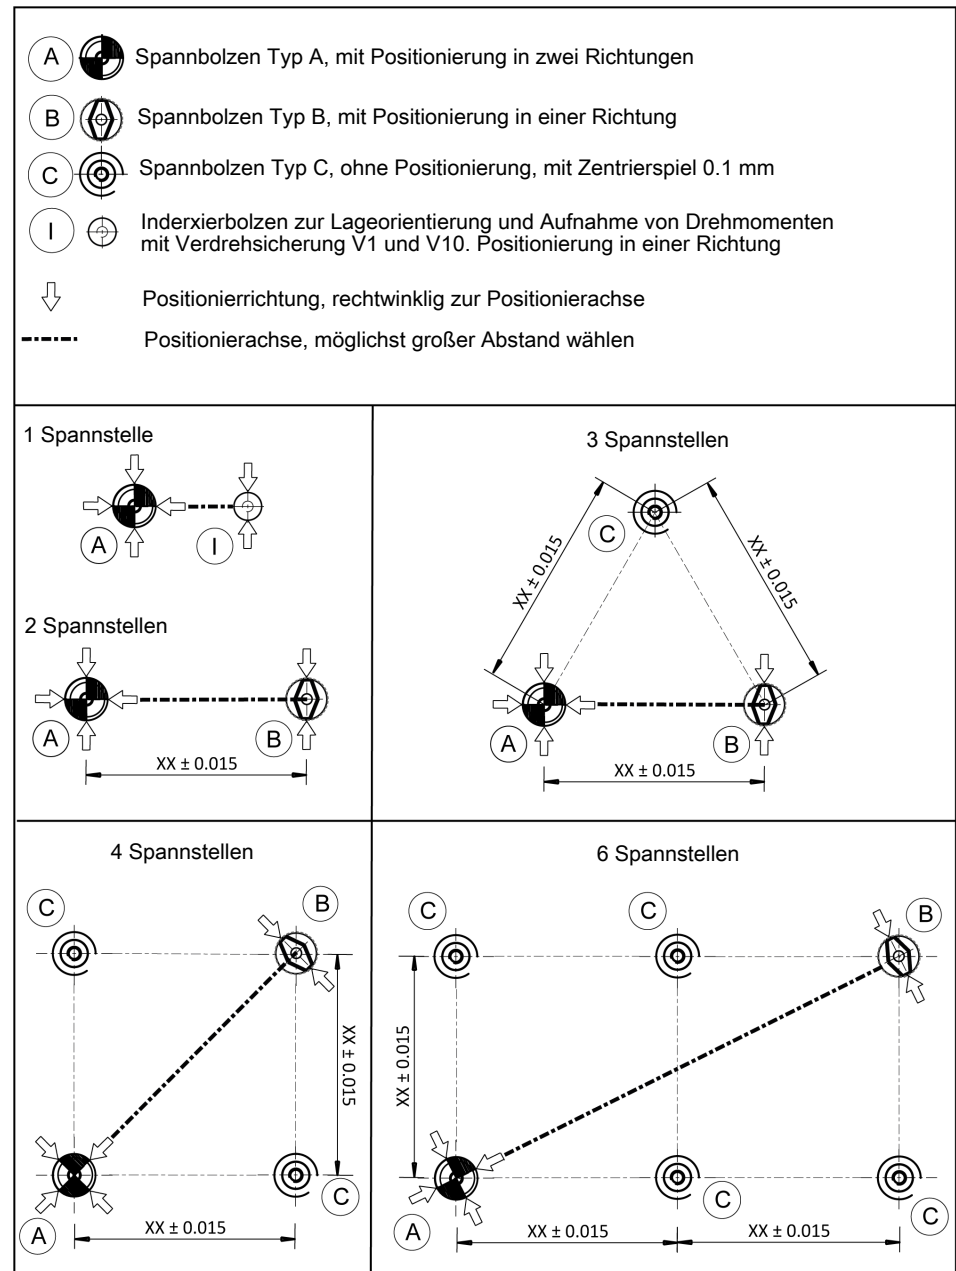 A Spannbolzen Typ A, mit Positionierung in zwei Richtungen
B Spannbolzen Typ B, mit Positionierung in einer Richtung
C Spannbolzen Typ C, ohne Positionierung, mit Zentrierspiel 0.1 mm
I Inderxierbolzen zur Lageorientierung und Aufnahme von Drehmomenten
mit Verdrehsicherung V1 und V10. Positionierung in einer Richtung
Positionierrichtung, rechtwinklig zur Positionierachse
Positionierachse, möglichst großer Abstand wählen
1 Spannstelle
A I
2 Spannstellen
A B
XX ± 0.015
3 Spannstellen
C
XX ± 0.015
XX ± 0.015
A B
XX ± 0.015
4 Spannstellen
C B
XX ± 0.015
A C
XX ± 0.015
6 Spannstellen
C C B
XX ± 0.015
A C C
XX ± 0.015 XX ± 0.015